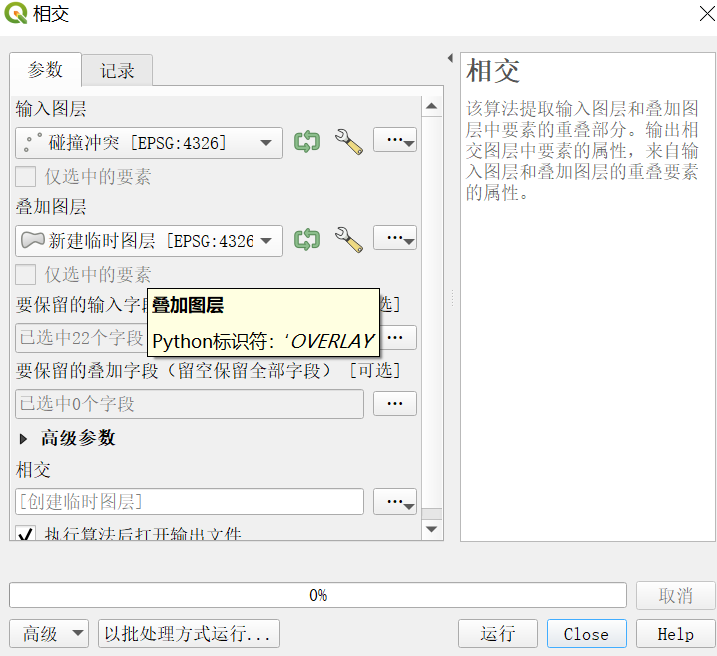 相交
参数
记录
输入图层
碰撞冲突 [EPSG:4326]
仅选中的要素
叠加图层
新建临时图层 [EPSG:4326
仅选中的要素
要保留的输入字段
选]
叠加图层
Python标识符：‘OVERLAY
已选中22个字段
要保留的叠加字段（留空保留全部字段） [可选]
已选中0个字段
高级参数
相交
[创建临时图层]
执行算法后打开输出文件
相交
该算法提取输入图层和叠加图
层中要素的重叠部分。输出相
交图层中要素的属性，来自输
入图层和叠加图层的重叠要素
的属性。
0%
取消
高级
以批处理方式运行...
运行
Close
Help